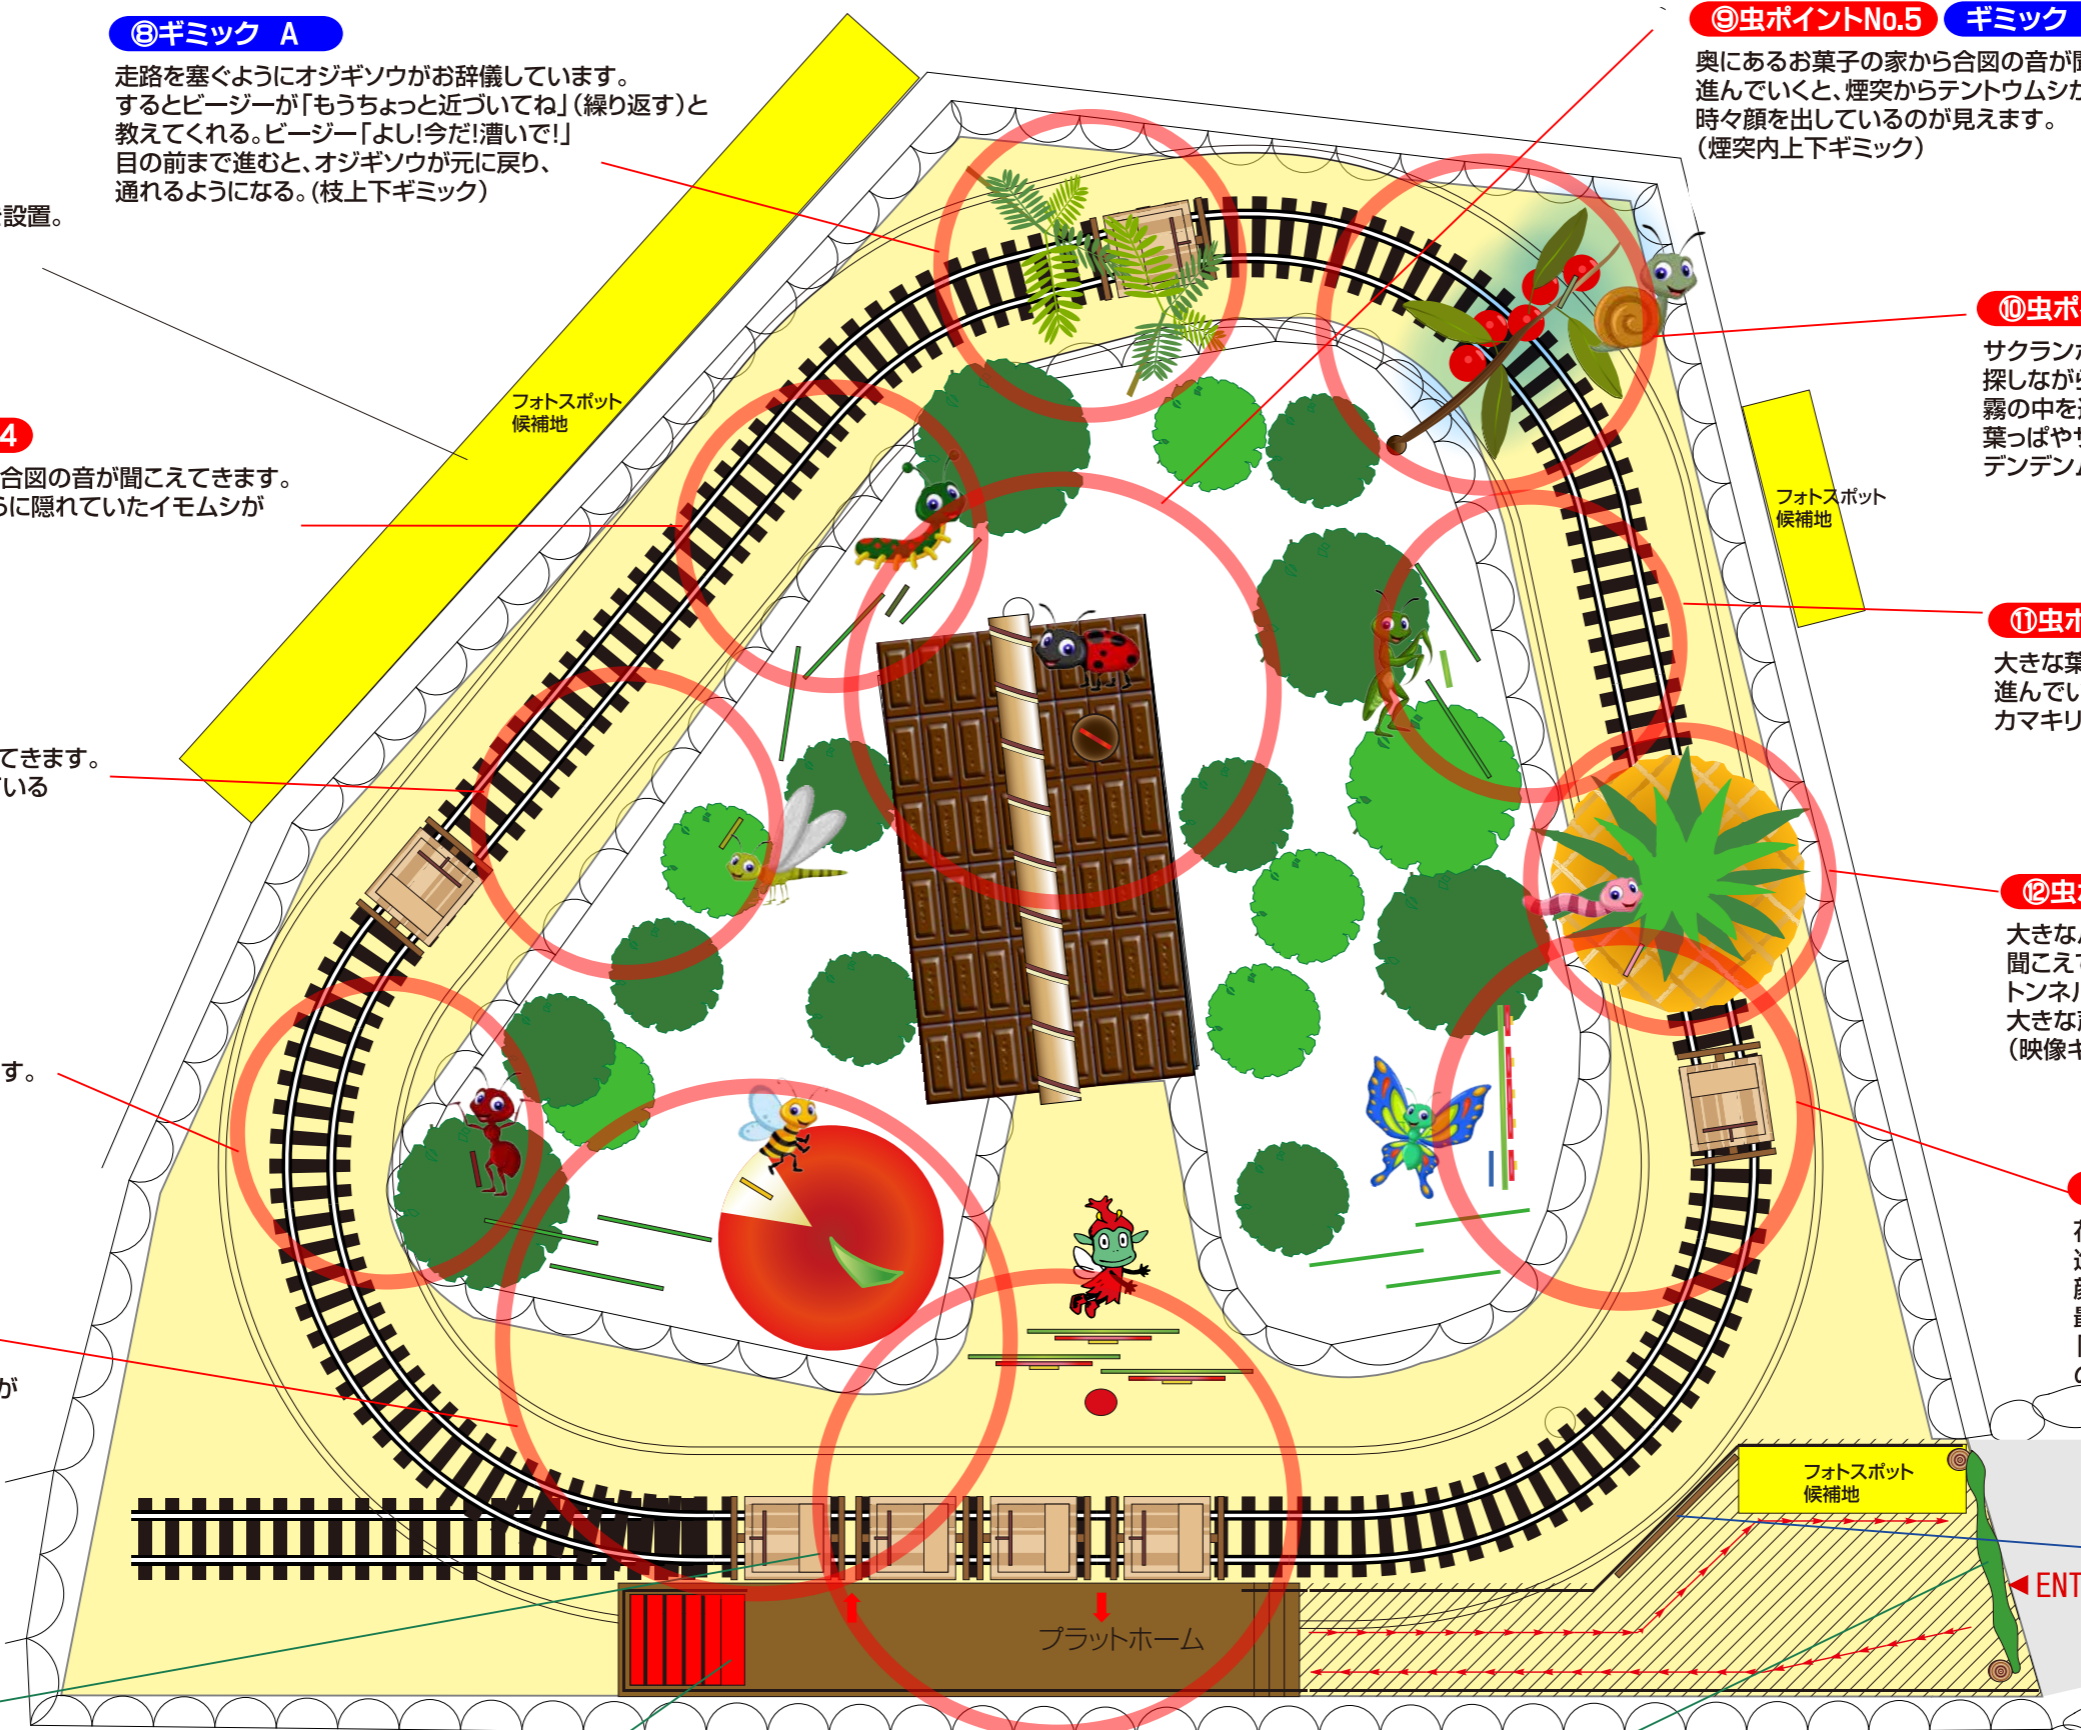 ⑧ギミック A
走路を塞ぐようにオジギソウがお辞儀しています。
するとビージーが「もうちょっと近づいてね」(繰り返す)と
教えてくれる。ビージー「よし!今だ!漕いで!」
目の前まで進むと、オジギソウが元に戻り、
通れるようになる。(枝上下ギミック)
⑨虫ポイントNo.5 ギミック
奥にあるお菓子の家から合図の音が
進んでいくと、煙突からテントウムシが
時々顔を出しているのが見えます。
(煙突内上下ギミック)
設置。
フォトスポット
候補地
4
合図の音が聞こえてきます。
に隠れていたイモムシが
てきます。
いる
す。
が
⑩虫ポ
サクラン
探しなが
霧の中を
葉っぱや
デンデン
フォトスポット
候補地
⑪虫ポ
大きな葉
進んでい
カマキリ
⑫虫
大きな
聞こえ
トンネル
大きな
(映像
フォトスポット
候補地
ENT
プラットホーム